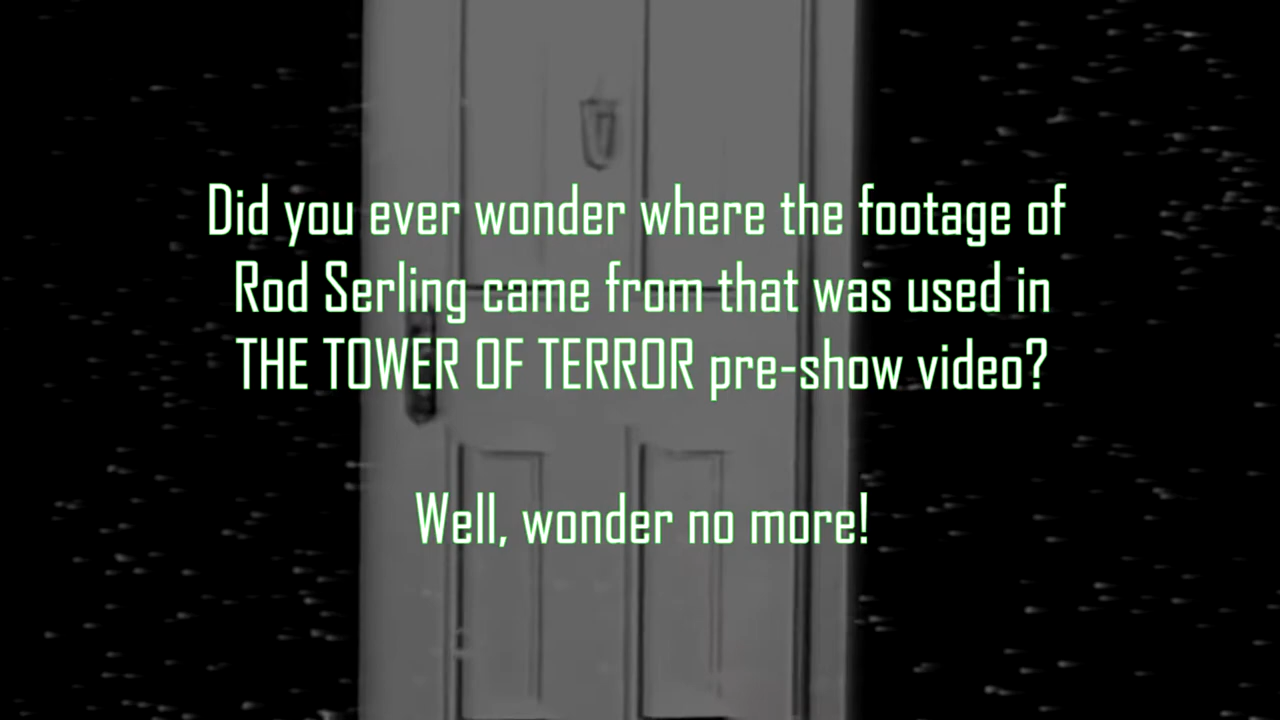 Did you ever wonder where the footage of
Rod Serling came from that was used in
THE TOWER OF TERROR pre-show video?
Well, wonder no more!